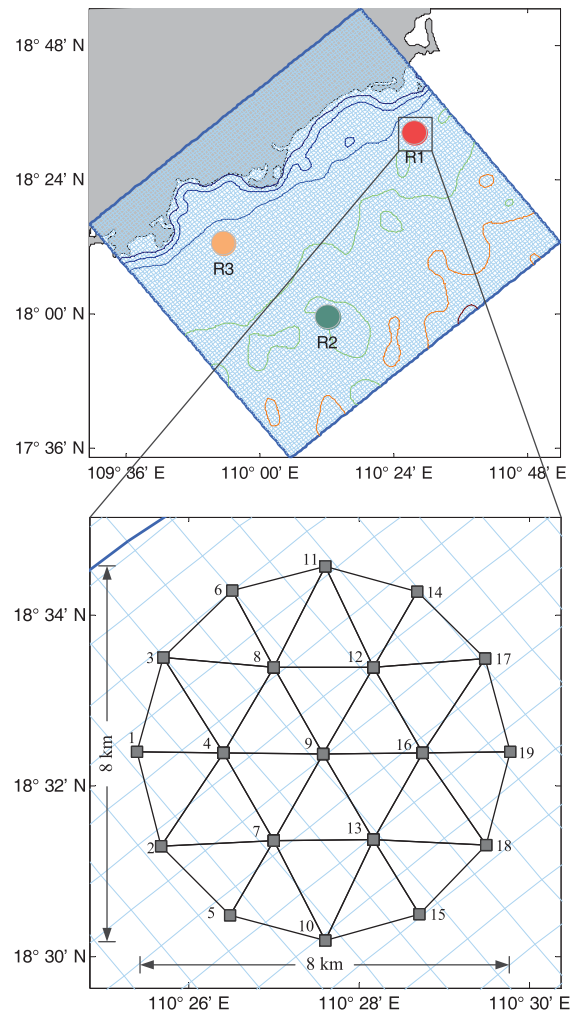 18° 48' N
18° 24' N
18° 00' N
17° 36' N
R1
R3
R2
109° 36' E 110° 00' E 110° 24' E 110° 48' E
18° 34' N
18° 32' N
18° 30' N
11
6
14
3
8
12
17
1
4
9
16
19
2
7
13
18
5
10
15
8 km
8 km
110° 26' E 110° 28' E 110° 30' E